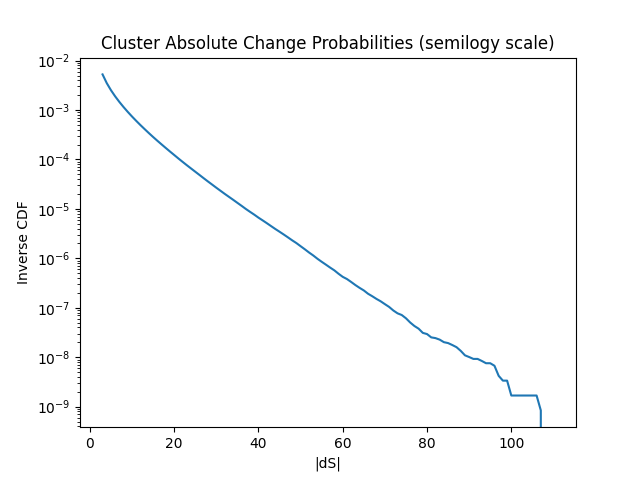 Cluster Absolute Change Probabilities (semilogy scale)
10⁻²
10⁻³
10⁻⁴
10⁻⁵
10⁻⁶
10⁻⁷
10⁻⁸
10⁻⁹
Inverse CDF
0 20 40 60 80 100
|dS|